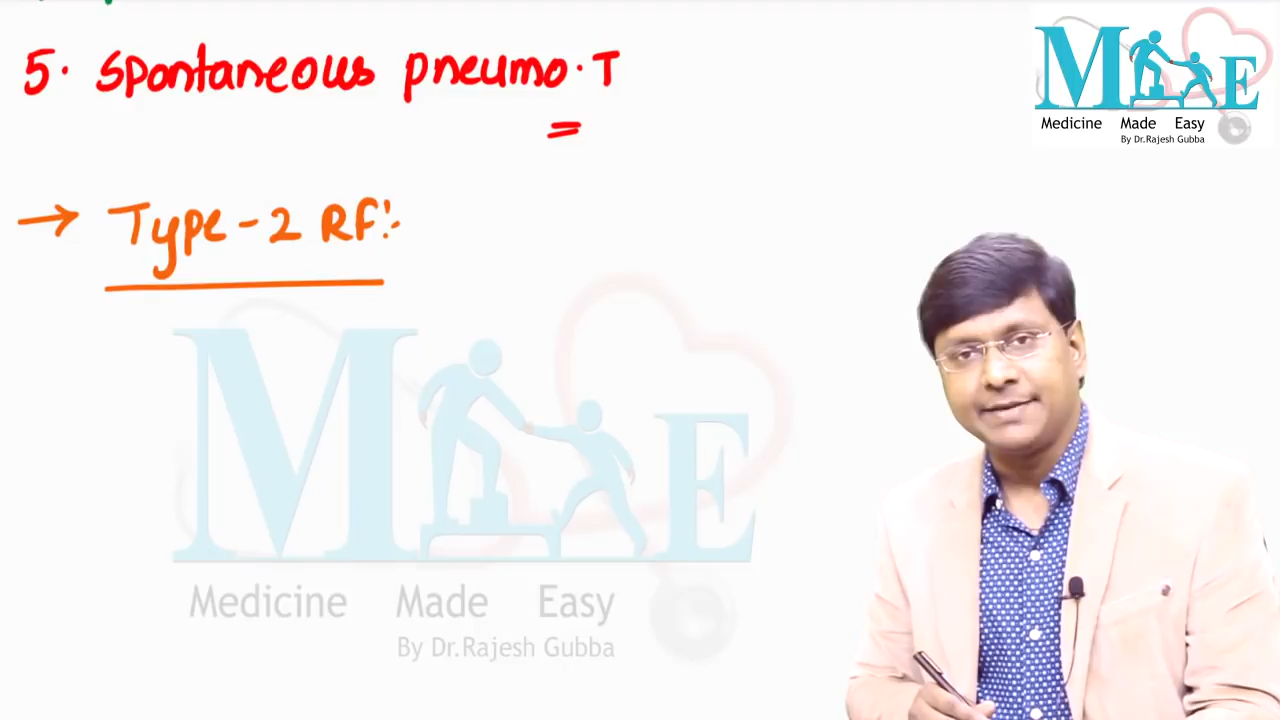 5. Spontaneous pneumo.T
→ Type-2 RF:-
M E
Medicine Made Easy
By Dr.Rajesh Gubba
M E
Medicine Made Easy
By Dr.Rajesh Gubba